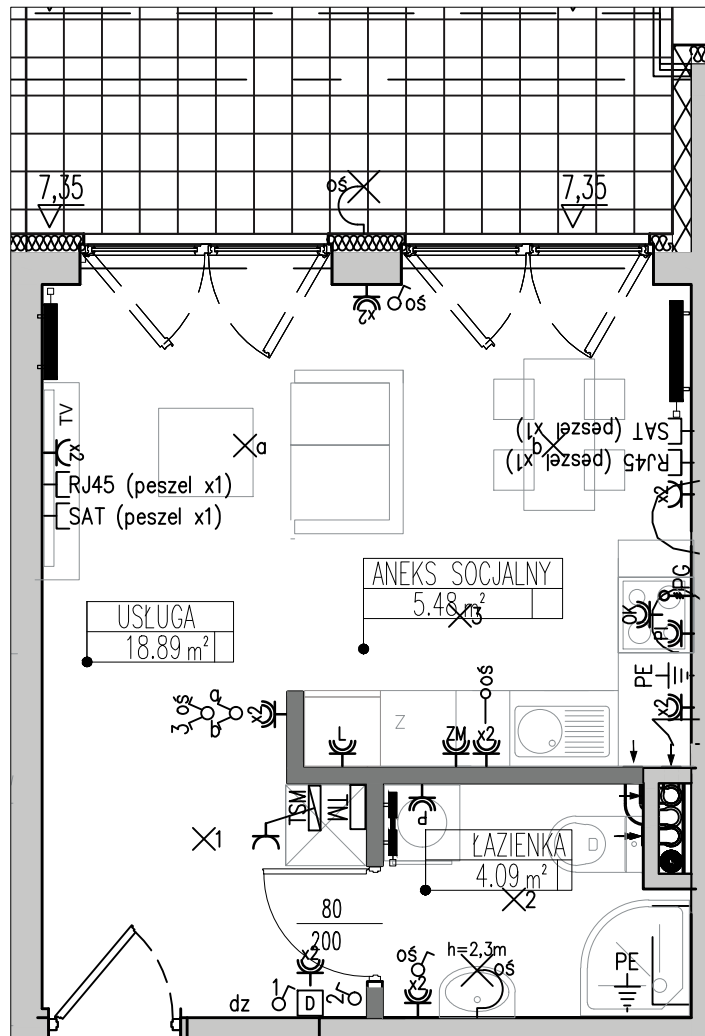 7,35
oś
7,35
x2
oś
TV
x2
RJ45 (peszel x1)
SAT (peszel x1)
a
b
SAT (peszel x1)
RJ45 (peszel x1)
x2
ANEKS SOCJALNY
5.48 m²
3
USŁUGA
18.89 m²
PG
OK
PŁ
PE
x2
oś
3 oś
a
b
x2
L
Z
ZM
x2
TSM
TM
1
P
ŁAZIENKA
4.09 m²
2
80
200
x2
oś
h=2,3m
oś
x2
PE
dz
1
D
2